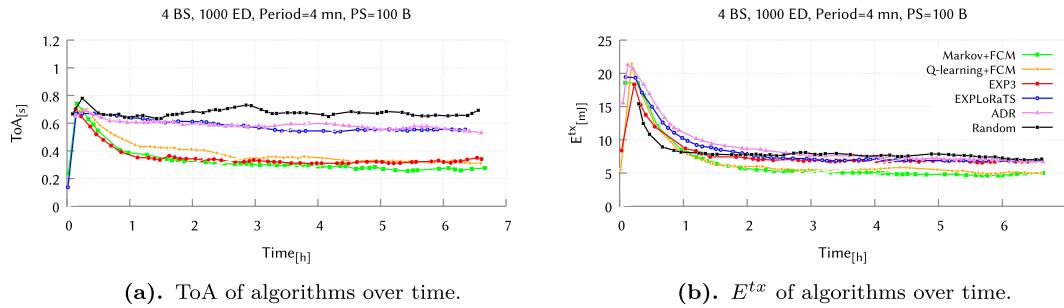 4 BS, 1000 ED, Period=4 mn, PS=100 B
1.2
1
0.8
0.6
0.4
0.2
0
ToA[s]
0 1 2 3 4 5 6 7
Time[h]
(a). ToA of algorithms over time.
4 BS, 1000 ED, Period=4 mn, PS=100 B
25
20
15
10
5
0
E^tx[mJ]
Markov+FCM
Q-learning+FCM
EXP3
EXPLoRaTS
ADR
Random
0 1 2 3 4 5 6
Time[h]
(b). E^tx of algorithms over time.